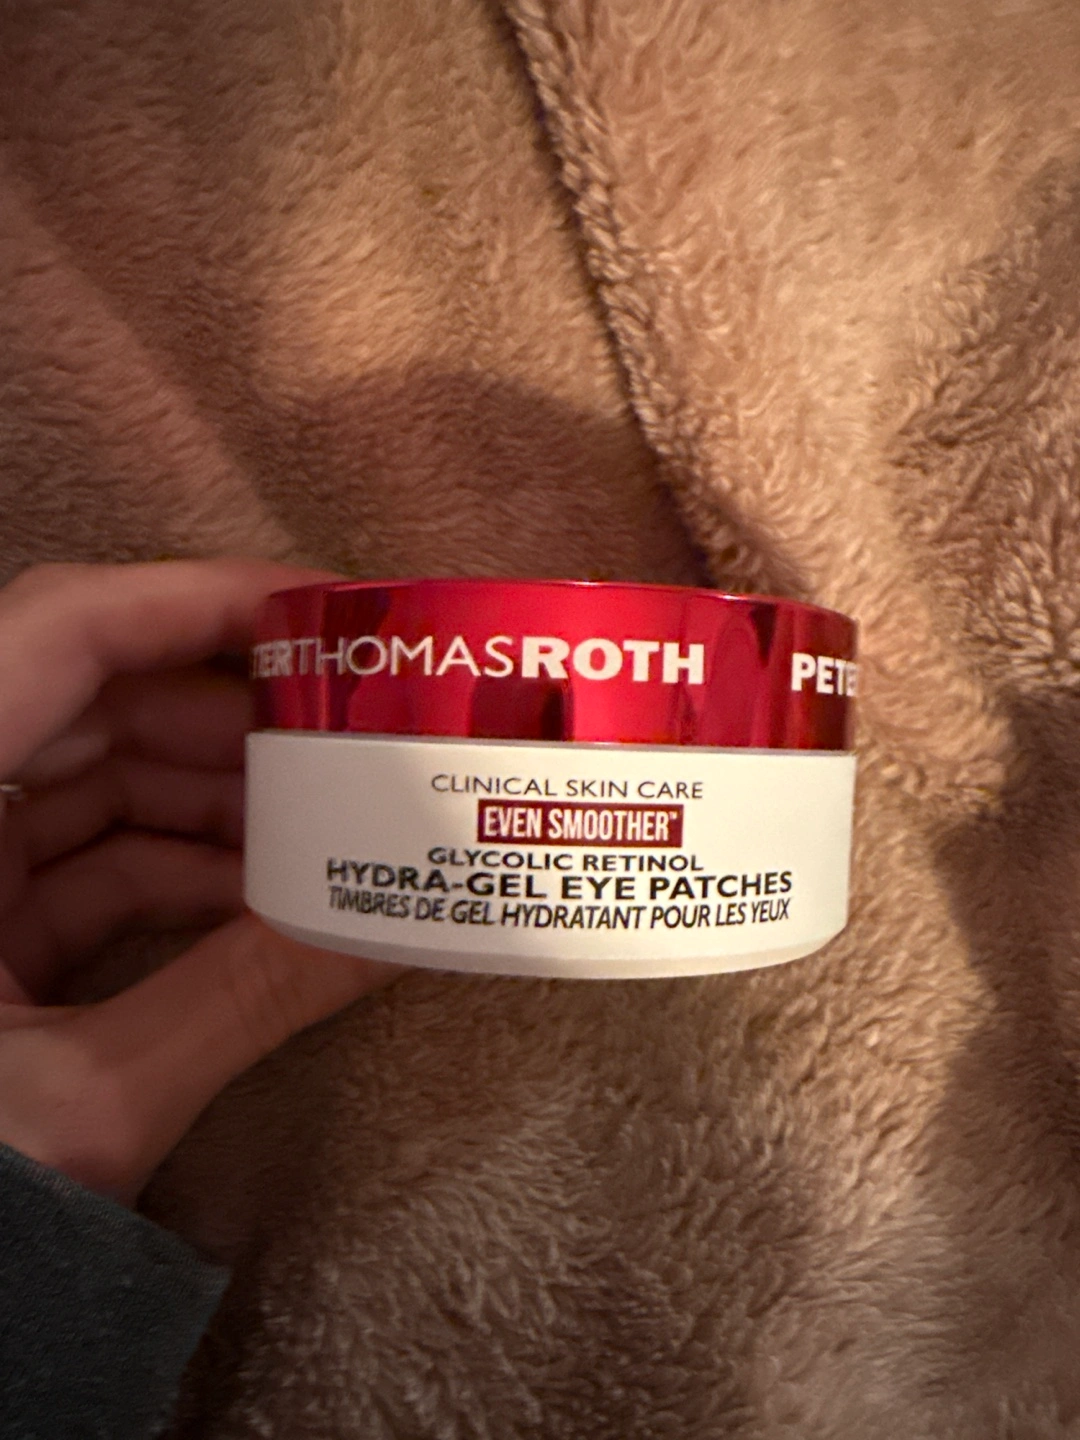 TERTHOMASROTH PETE
CLINICAL SKIN CARE
EVEN SMOOTHER™
GLYCOLIC RETINOL
HYDRA-GEL EYE PATCHES
TIMBRES DE GEL HYDRATANT POUR LES YEUX